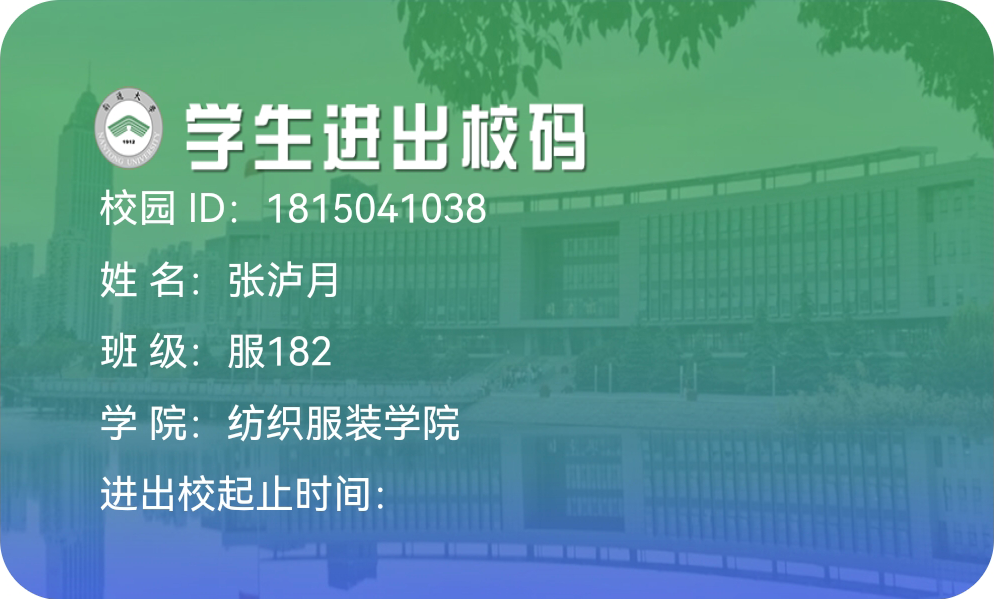 南通大学
1912
NANTONG UNIVERSITY
学生进出校码
校园 ID：1815041038
姓 名：张泸月
班 级：服182
学 院：纺织服装学院
进出校起止时间：